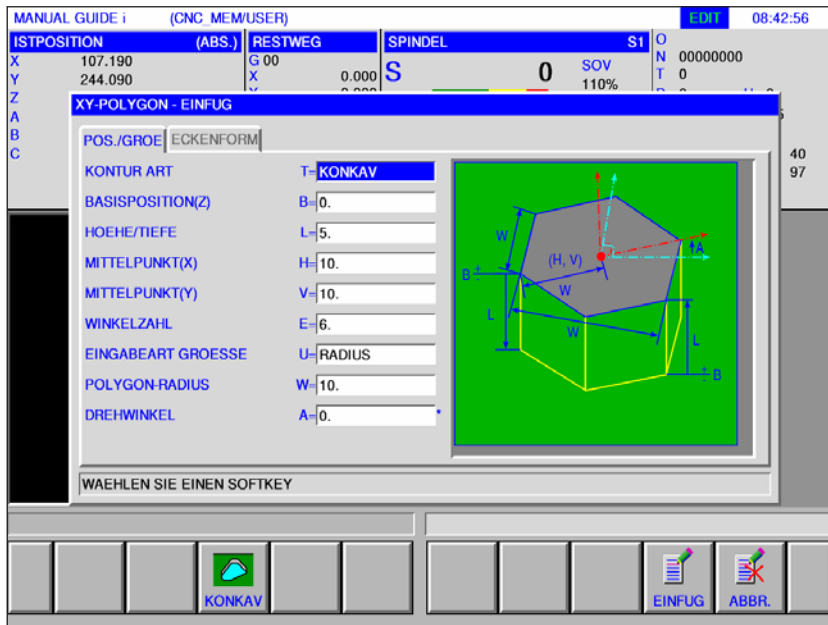 MANUAL GUIDE i (CNC_MEM/USER) EDIT 08:42:56
ISTPOSITION (ABS.) RESTWEG SPINDEL S1 O
X 107.190 G 00 N 00000000
Y 244.090 X 0.000 S 0 SOV T 0
110%
Z
A
B
C
40
97
XY-POLYGON - EINFUG
POS./GROE ECKENFORM
KONTUR ART T=KONKAV
BASISPOSITION(Z) B=0.
HOEHE/TIEFE L=5.
MITTELPUNKT(X) H=10.
MITTELPUNKT(Y) V=10.
WINKELZAHL E=6.
EINGABEART GROESSE U=RADIUS
POLYGON-RADIUS W=10.
DREHWINKEL A=0. *
W
(H, V)
A
B + -
W
L
W
L
+ - B
WAEHLEN SIE EINEN SOFTKEY
KONKAV EINFUG ABBR.